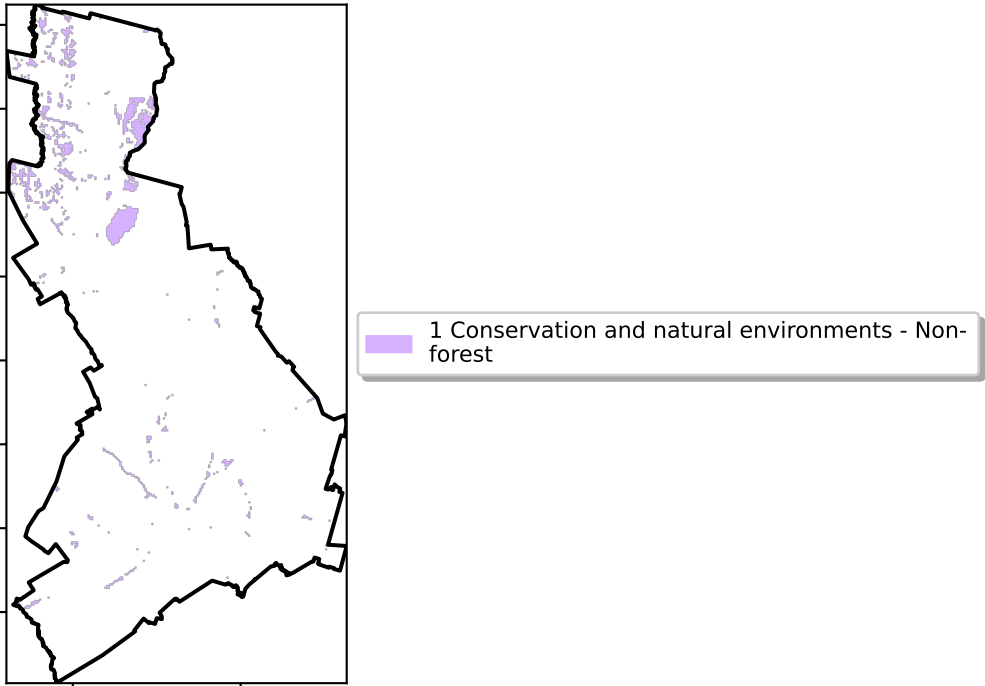 1 Conservation and natural environments - Non-
forest